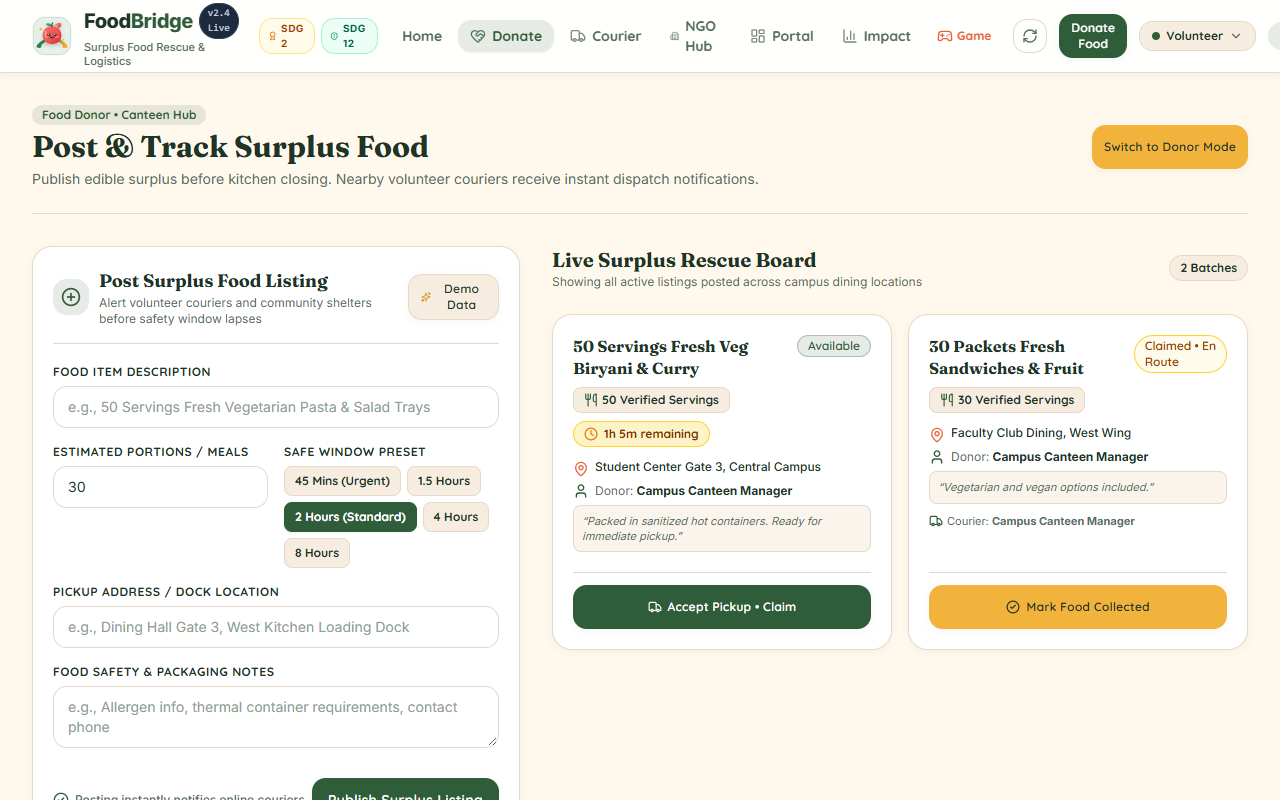 FoodBridge
v2.4
Live
Surplus Food Rescue &
Logistics
SDG
2
SDG
12
Home
Donate
Courier
NGO
Hub
Portal
Impact
Game
Donate
Food
Volunteer
Food Donor • Canteen Hub
Post & Track Surplus Food
Publish edible surplus before kitchen closing. Nearby volunteer couriers receive instant dispatch notifications.
Switch to Donor Mode
Post Surplus Food Listing
Alert volunteer couriers and community shelters
before safety window lapses
Demo
Data
FOOD ITEM DESCRIPTION
e.g., 50 Servings Fresh Vegetarian Pasta & Salad Trays
ESTIMATED PORTIONS / MEALS
30
SAFE WINDOW PRESET
45 Mins (Urgent)
1.5 Hours
2 Hours (Standard)
4 Hours
8 Hours
PICKUP ADDRESS / DOCK LOCATION
e.g., Dining Hall Gate 3, West Kitchen Loading Dock
FOOD SAFETY & PACKAGING NOTES
e.g., Allergen info, thermal container requirements, contact
phone
Posting instantly notifies online couriers
Publish Surplus Listing
Live Surplus Rescue Board
Showing all active listings posted across campus dining locations
2 Batches
50 Servings Fresh Veg
Biryani & Curry
Available
50 Verified Servings
1h 5m remaining
Student Center Gate 3, Central Campus
Donor: Campus Canteen Manager
“Packed in sanitized hot containers. Ready for
immediate pickup.”
Accept Pickup • Claim
30 Packets Fresh
Sandwiches & Fruit
Claimed • En
Route
30 Verified Servings
Faculty Club Dining, West Wing
Donor: Campus Canteen Manager
“Vegetarian and vegan options included.”
Courier: Campus Canteen Manager
Mark Food Collected